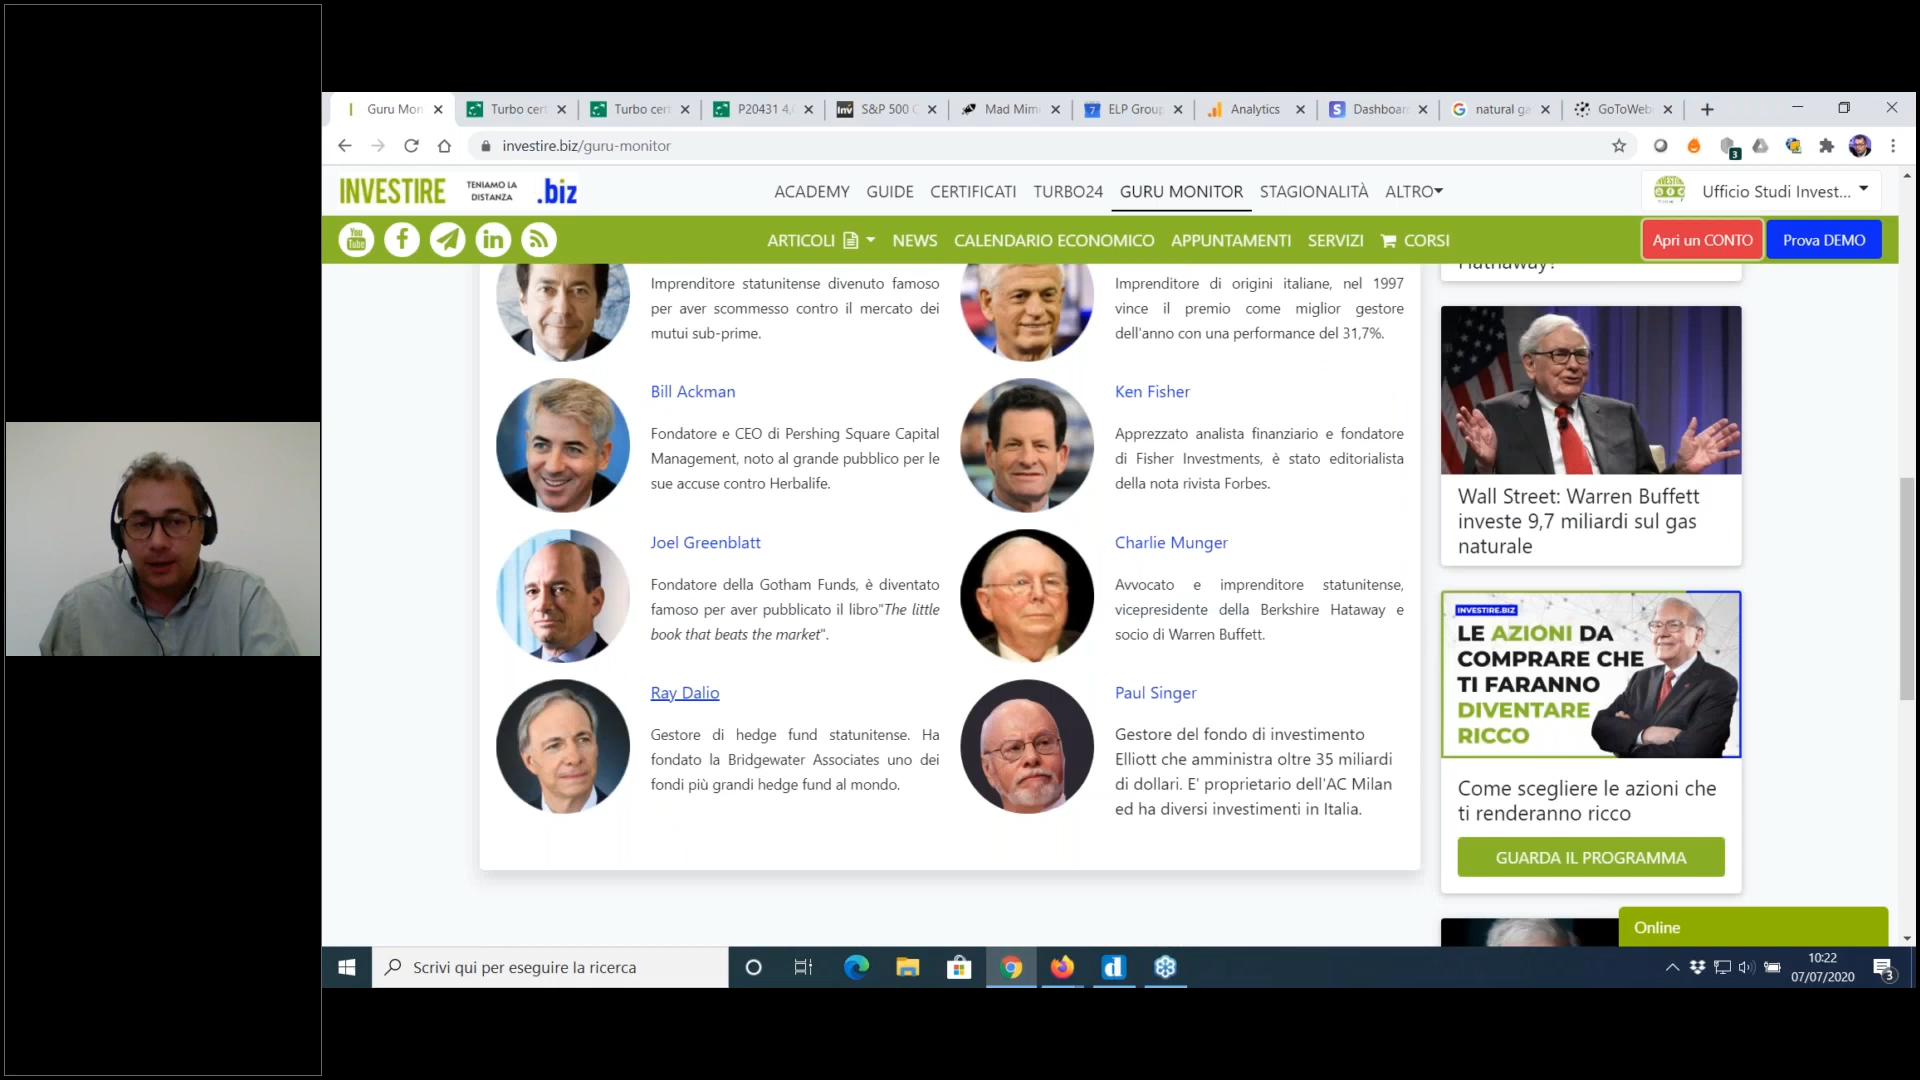 Guru Mon
Turbo cert
Turbo cert
P20431 4,
S&P 500
Mad Mim
ELP Group
Analytics
Dashboar
natural ga
GoToWeb
investire.biz/guru-monitor
3
INVESTIRE
TENIAMO LA
DISTANZA
.biz
ACADEMY
GUIDE
CERTIFICATI
TURBO24
GURU MONITOR
STAGIONALITÀ
ALTRO
Ufficio Studi Invest...
You
Tube
ARTICOLI
NEWS
CALENDARIO ECONOMICO
APPUNTAMENTI
SERVIZI
CORSI
Apri un CONTO
Prova DEMO
Imprenditore statunitense divenuto famoso
per aver scommesso contro il mercato dei
mutui sub-prime.
Imprenditore di origini italiane, nel 1997
vince il premio come miglior gestore
dell'anno con una performance del 31,7%.
Bill Ackman
Fondatore e CEO di Pershing Square Capital
Management, noto al grande pubblico per le
sue accuse contro Herbalife.
Ken Fisher
Apprezzato analista finanziario e fondatore
di Fisher Investments, è stato editorialista
della nota rivista Forbes.
Joel Greenblatt
Fondatore della Gotham Funds, è diventato
famoso per aver pubblicato il libro"The little
book that beats the market".
Charlie Munger
Avvocato e imprenditore statunitense,
vicepresidente della Berkshire Hataway e
socio di Warren Buffett.
Ray Dalio
Gestore di hedge fund statunitense. Ha
fondato la Bridgewater Associates uno dei
fondi più grandi hedge fund al mondo.
Paul Singer
Gestore del fondo di investimento
Elliott che amministra oltre 35 miliardi
di dollari. E' proprietario dell'AC Milan
ed ha diversi investimenti in Italia.
Hathaway?
Wall Street: Warren Buffett
investe 9,7 miliardi sul gas
naturale
INVESTIRE.BIZ
LE AZIONI DA
COMPRARE CHE
TI FARANNO
DIVENTARE
RICCO
Come scegliere le azioni che
ti renderanno ricco
GUARDA IL PROGRAMMA
Online
Scrivi qui per eseguire la ricerca
10:22
07/07/2020
3